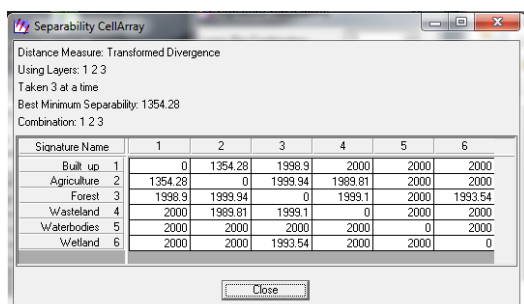 Separability CellArray
Distance Measure: Transformed Divergence
Using Layers: 1 2 3
Taken 3 at a time
Best Minimum Separability: 1354.28
Combination: 1 2 3
Signature Name 1 2 3 4 5 6
Built up 1 0 1354.28 1998.9 2000 2000 2000
Agriculture 2 1354.28 0 1999.94 1989.81 2000 2000
Forest 3 1998.9 1999.94 0 1999.1 2000 1993.54
Wasteland 4 2000 1989.81 1999.1 0 2000 2000
Waterbodies 5 2000 2000 2000 2000 0 2000
Wetland 6 2000 2000 1993.54 2000 2000 0
Close